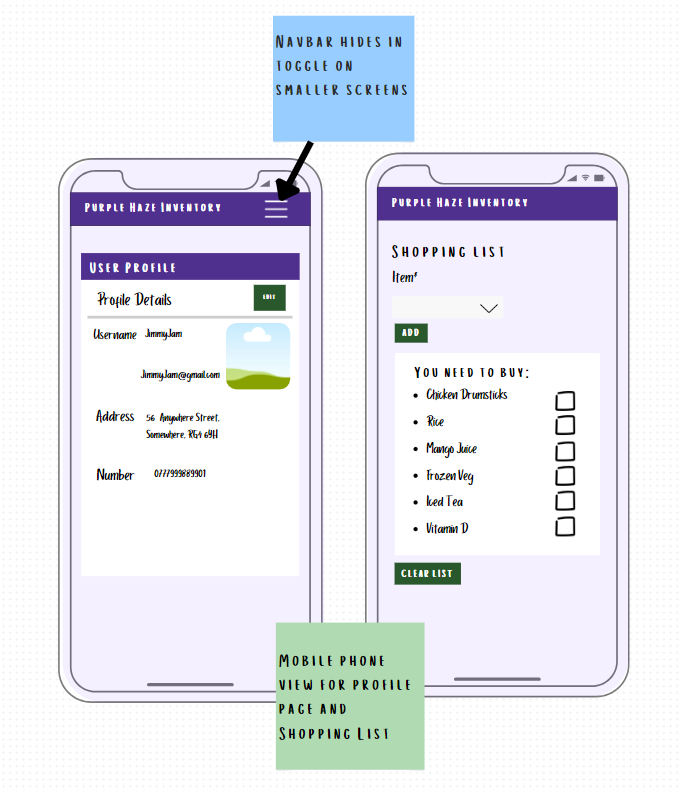 Navbar hides in
toggle on
smaller screens
Purple Haze Inventory
User Profile
Profile Details
EDIT
Username JimmyJam
JimmyJam@gmail.com
Address 56 Anywhere Street,
Somewhere, RG4 6YH
Number 0777999889901
Purple Haze Inventory
Shopping list
Item*
ADD
You need to buy:
Chicken Drumsticks
Rice
Mango Juice
Frozen Veg
Iced Tea
Vitamin D
CLEAR LIST
Mobile phone
view for profile
page and
Shopping List